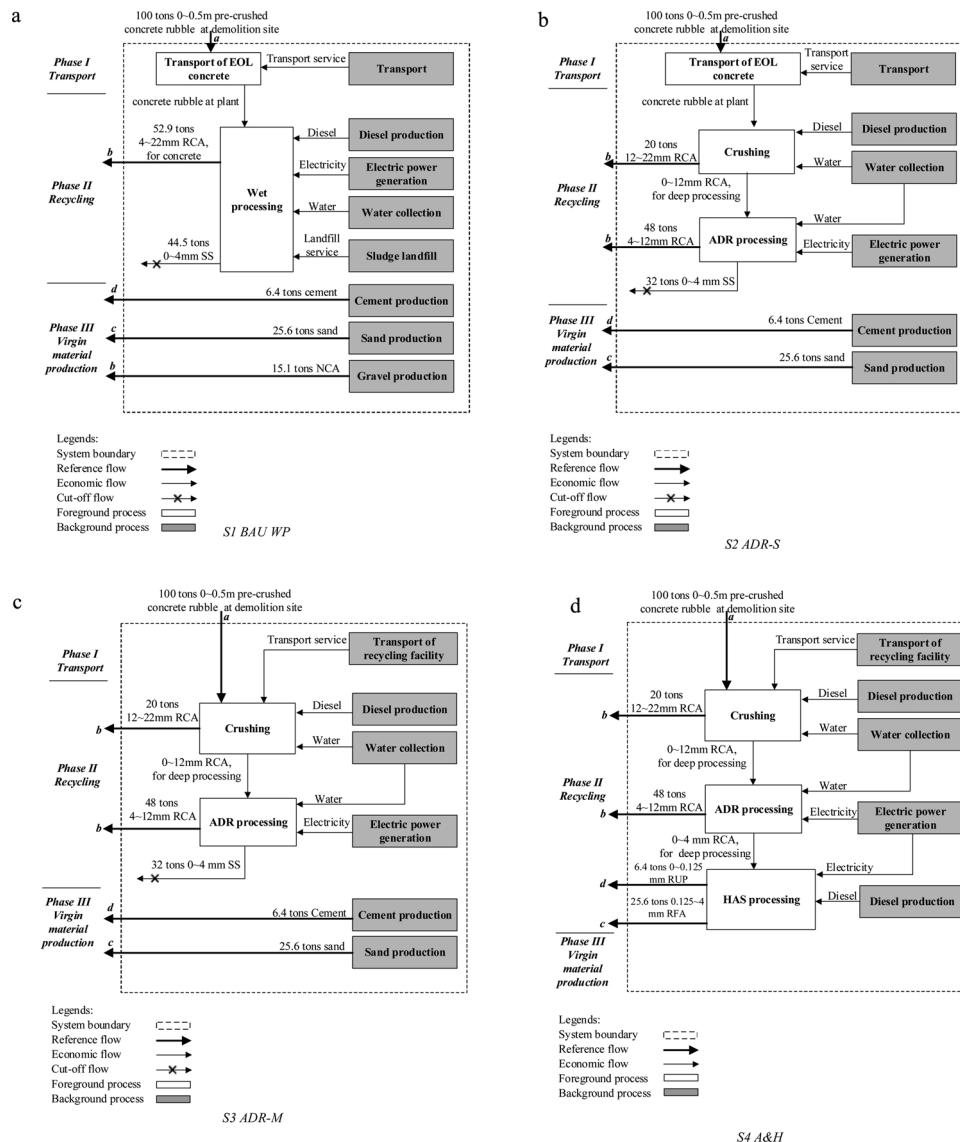 a
100 tons 0~0.5m pre-crushed
concrete rubble at demolition site
a
Phase I
Transport
Transport of EOL
concrete
Transport service
Transport
concrete rubble at plant
52.9 tons
4~22mm RCA,
for concrete
b
Phase II
Recycling
Wet
processing
Diesel
Diesel production
Electricity
Electric power
generation
Water
Water collection
Landfill
service
Sludge landfill
44.5 tons
0~4mm SS
d
6.4 tons cement
Cement production
Phase III
Virgin
material
production
c
25.6 tons sand
Sand production
b
15.1 tons NCA
Gravel production
Legends:
System boundary
Reference flow
Economic flow
Cut-off flow
Foreground process
Background process
S1 BAU WP
b
100 tons 0~0.5m pre-crushed
concrete rubble at demolition site
a
Phase I
Transport
Transport of EOL
concrete
Transport
service
Transport
concrete rubble at plant
Diesel
Diesel production
20 tons
12~22mm RCA
b
Crushing
Water
Water collection
Phase II
Recycling
0~12mm RCA,
for deep processing
Water
48 tons
4~12mm RCA
b
ADR processing
Electricity
Electric power
generation
32 tons 0~4 mm SS
d
6.4 tons Cement
Cement production
Phase III
Virgin
material
production
c
25.6 tons sand
Sand production
Legends:
System boundary
Reference flow
Economic flow
Cut-off flow
Foreground process
Background process
S2 ADR-S
c
100 tons 0~0.5m pre-crushed
concrete rubble at demolition site
a
Phase I
Transport
Transport service
Transport of
recycling facility
20 tons
12~22mm RCA
b
Crushing
Diesel
Diesel production
Water
Water collection
Phase II
Recycling
0~12mm RCA,
for deep processing
Water
48 tons
4~12mm RCA
b
ADR processing
Electricity
Electric power
generation
32 tons 0~4 mm SS
Phase III
Virgin
material
production
d
6.4 tons Cement
Cement production
c
25.6 tons sand
Sand production
Legends:
System boundary
Reference flow
Economic flow
Cut-off flow
Foreground process
Background process
S3 ADR-M
d
100 tons 0~0.5m pre-crushed
concrete rubble at demolition site
a
Phase I
Transport
Transport service
Transport of
recycling facility
20 tons
12~22mm RCA
b
Crushing
Diesel
Diesel production
Water
Water collection
0~12mm RCA,
for deep processing
Phase II
Recycling
Water
48 tons
4~12mm RCA
b
ADR processing
Electricity
Electric power
generation
0~4 mm RCA,
for deep processing
6.4 tons 0~0.125
mm RUP
d
HAS processing
Electricity
25.6 tons 0.125~4
mm RFA
c
Diesel
Diesel production
Phase III
Virgin
material
production
Legends:
System boundary
Reference flow
Economic flow
Foreground process
Background process
S4 A&H